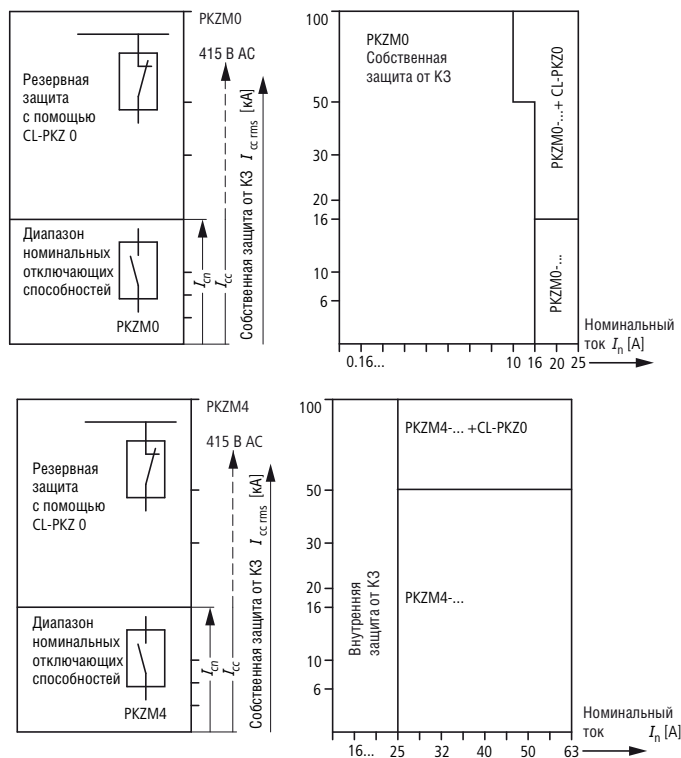 PKZM0
415 В AC
Резервная
защита
с помощью
CL-PKZ 0
Диапазон
номинальных
отключающих
способностей
PKZM0
Icn
Icc
Собственная защита от КЗ I cc rms [кА]
100
50
30
20
16
10
6
PKZM0
Собственная
защита от КЗ
PKZM0-...+ CL-PKZ0
PKZM0-...
0.16... 10 16 20 25
Номинальный
ток In [A]
PKZM4
415 В AC
Резервная
защита
с помощью
CL-PKZ 0
Диапазон
номинальных
отключающих
способностей
PKZM4
Icn
Icc
Собственная защита от КЗ I cc rms [кА]
100
50
30
20
16
10
6
Внутренняя
защита от КЗ
PKZM4-... +CL-PKZ0
PKZM4-...
16... 25 32 40 50 63
Номинальный
ток In [A]